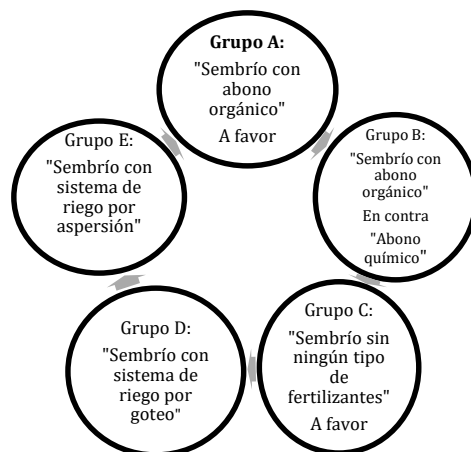 Grupo A:
"Sembrío con
abono
orgánico"
A favor
Grupo B:
"Sembrío con
abono
orgánico"
En contra
"Abono
químico"
Grupo C:
"Sembrío sin
ningún tipo
de
fertilizantes"
A favor
Grupo D:
"Sembrío con
sistema de
riego por
goteo"
Grupo E:
"Sembrío con
sistema de
riego por
aspersión"